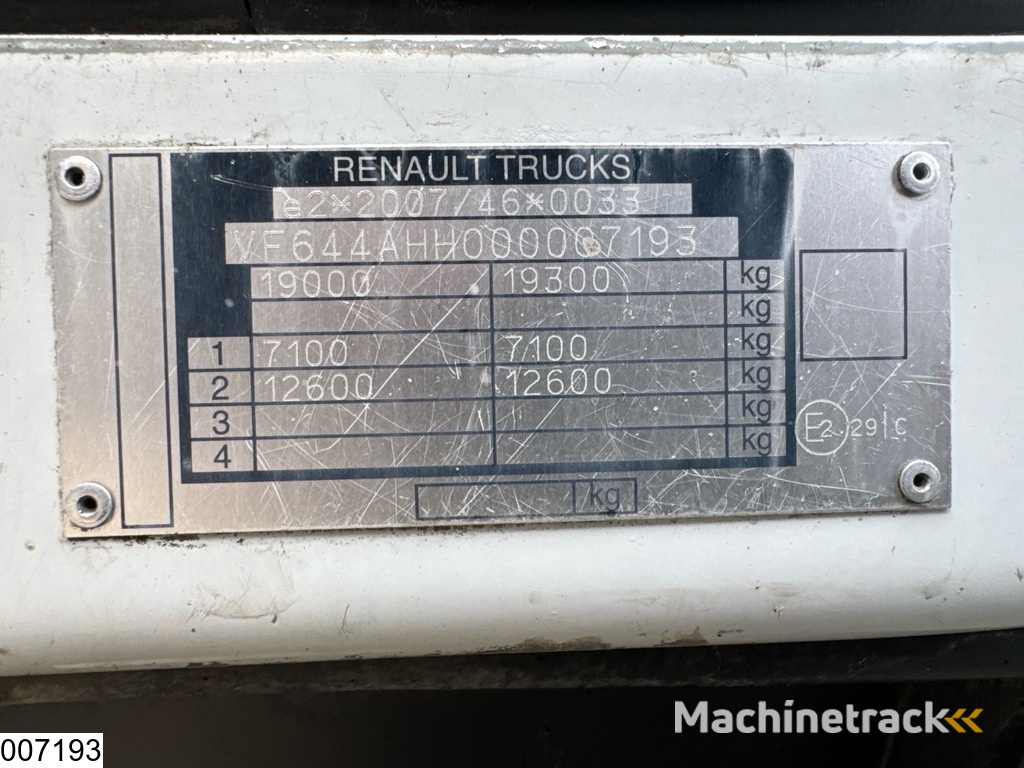 RENAULT TRUCKS
e2*2007/46*0033
VF644AHH000007193
19000 19300 kg
kg
1 7100 7100 kg
2 12600 12600 kg
3 kg
4 kg
E2 29 C
kg
Machinetrack
007193